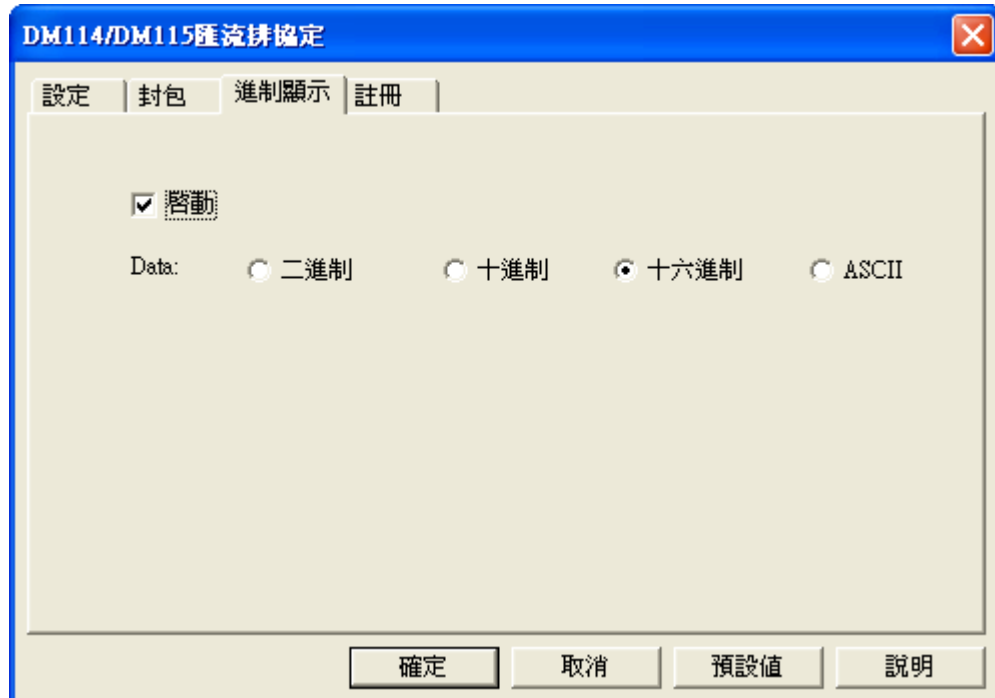 DM114/DM115匯流排協定
設定 封包 進制顯示 註冊
啓動
Data: 二進制 十進制 十六進制 ASCII
確定 取消 預設值 說明